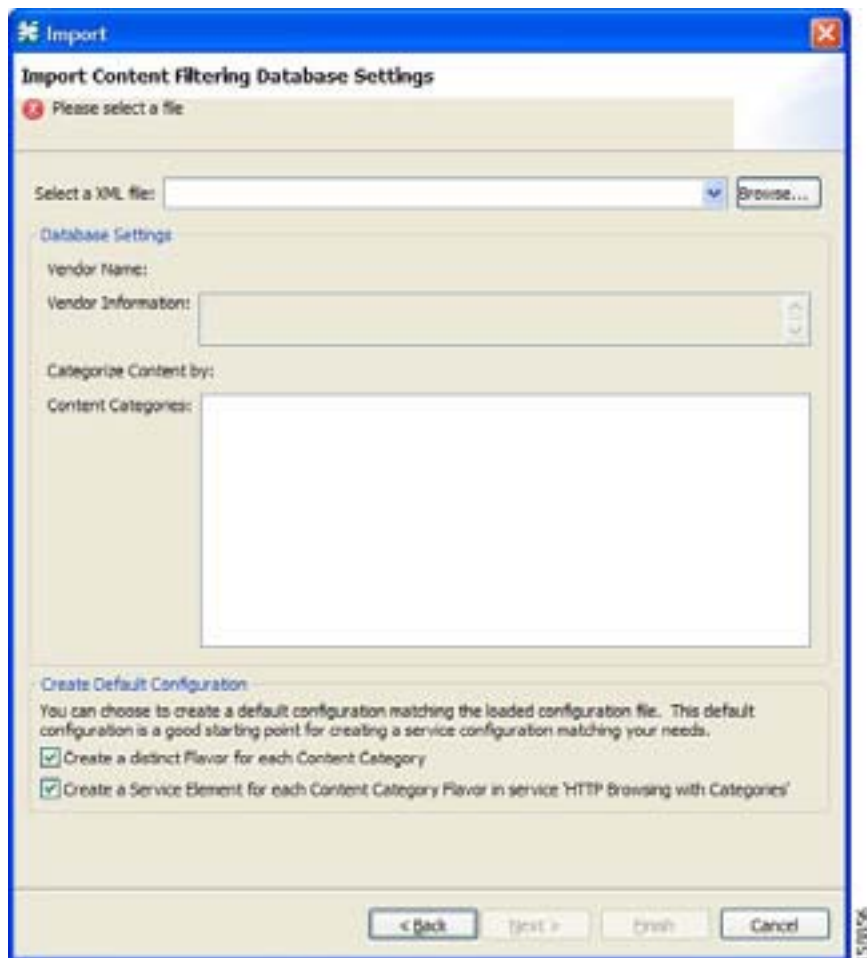 Import
Import Content Filtering Database Settings
Please select a file
Select a XML file:
Browse...
Database Settings
Vendor Name:
Vendor Information:
Categorize Content by:
Content Categories:
Create Default Configuration
You can choose to create a default configuration matching the loaded configuration file. This default
configuration is a good starting point for creating a service configuration matching your needs.
Create a distinct Flavor for each Content Category
Create a Service Element for each Content Category Flavor in service 'HTTP Browsing with Categories'
< Back
Next >
Finish
Cancel